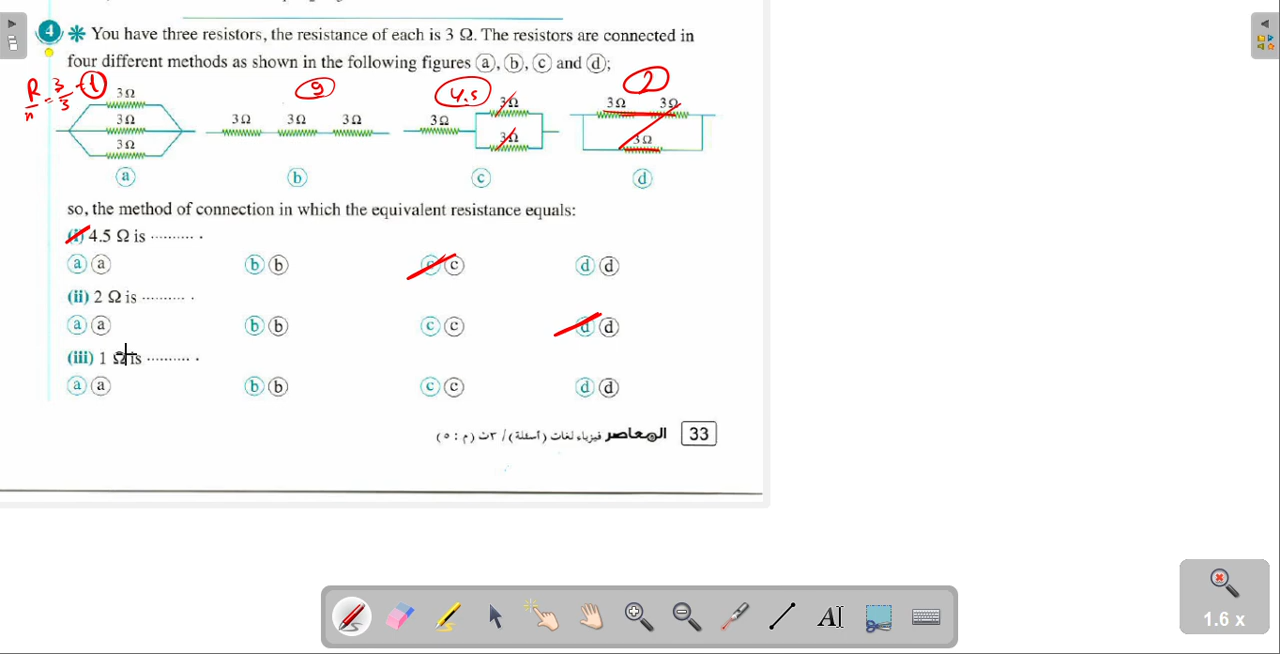 4 * You have three resistors, the resistance of each is 3 Ω. The resistors are connected in
four different methods as shown in the following figures ⓐ, ⓑ, ⓒ and ⓓ;
R/n = 3/3 = 1
9
4.5
2
3Ω
3Ω
3Ω
3Ω 3Ω 3Ω
3Ω 3Ω
3Ω
3Ω 3Ω
3Ω
ⓐ ⓑ ⓒ ⓓ
so, the method of connection in which the equivalent resistance equals:
(i) 4.5 Ω is .......... .
ⓐ ⓐ ⓑ ⓑ ⓒ ⓒ ⓓ ⓓ
(ii) 2 Ω is .......... .
ⓐ ⓐ ⓑ ⓑ ⓒ ⓒ ⓓ ⓓ
(iii) 1 Ω is .......... .
ⓐ ⓐ ⓑ ⓑ ⓒ ⓒ ⓓ ⓓ
المعاصر فيزياء لغات (أسئلة) / ٣ث (م : ٥) 33
AI
1.6 x